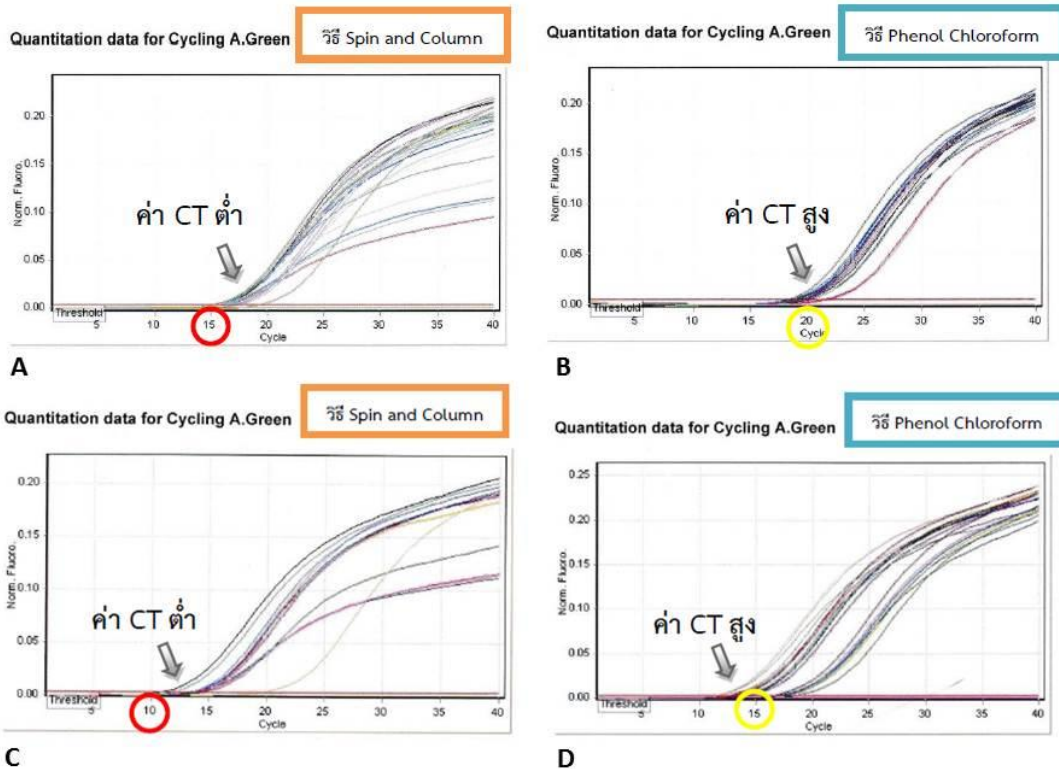 Quantitation data for Cycling A.Green
วิธี Spin and Column
Norm. Fluoro.
0.20
0.15
0.10
0.05
0.00
ค่า CT ต่ำ
Threshold
5
10
15
20
25
30
35
40
Cycle
A
Quantitation data for Cycling A.Green
วิธี Phenol Chloroform
Norm. Fluoro.
0.20
0.15
0.10
0.05
0.00
ค่า CT สูง
Threshold
5
10
15
20
25
30
35
40
Cycle
B
Quantitation data for Cycling A.Green
วิธี Spin and Column
Norm. Fluoro.
0.20
0.15
0.10
0.05
0.00
ค่า CT ต่ำ
Threshold
5
10
15
20
25
30
35
40
Cycle
C
Quantitation data for Cycling A.Green
วิธี Phenol Chloroform
Norm. Fluoro.
0.25
0.20
0.15
0.10
0.05
0.00
ค่า CT สูง
Threshold
5
10
15
20
25
30
35
40
Cycle
D